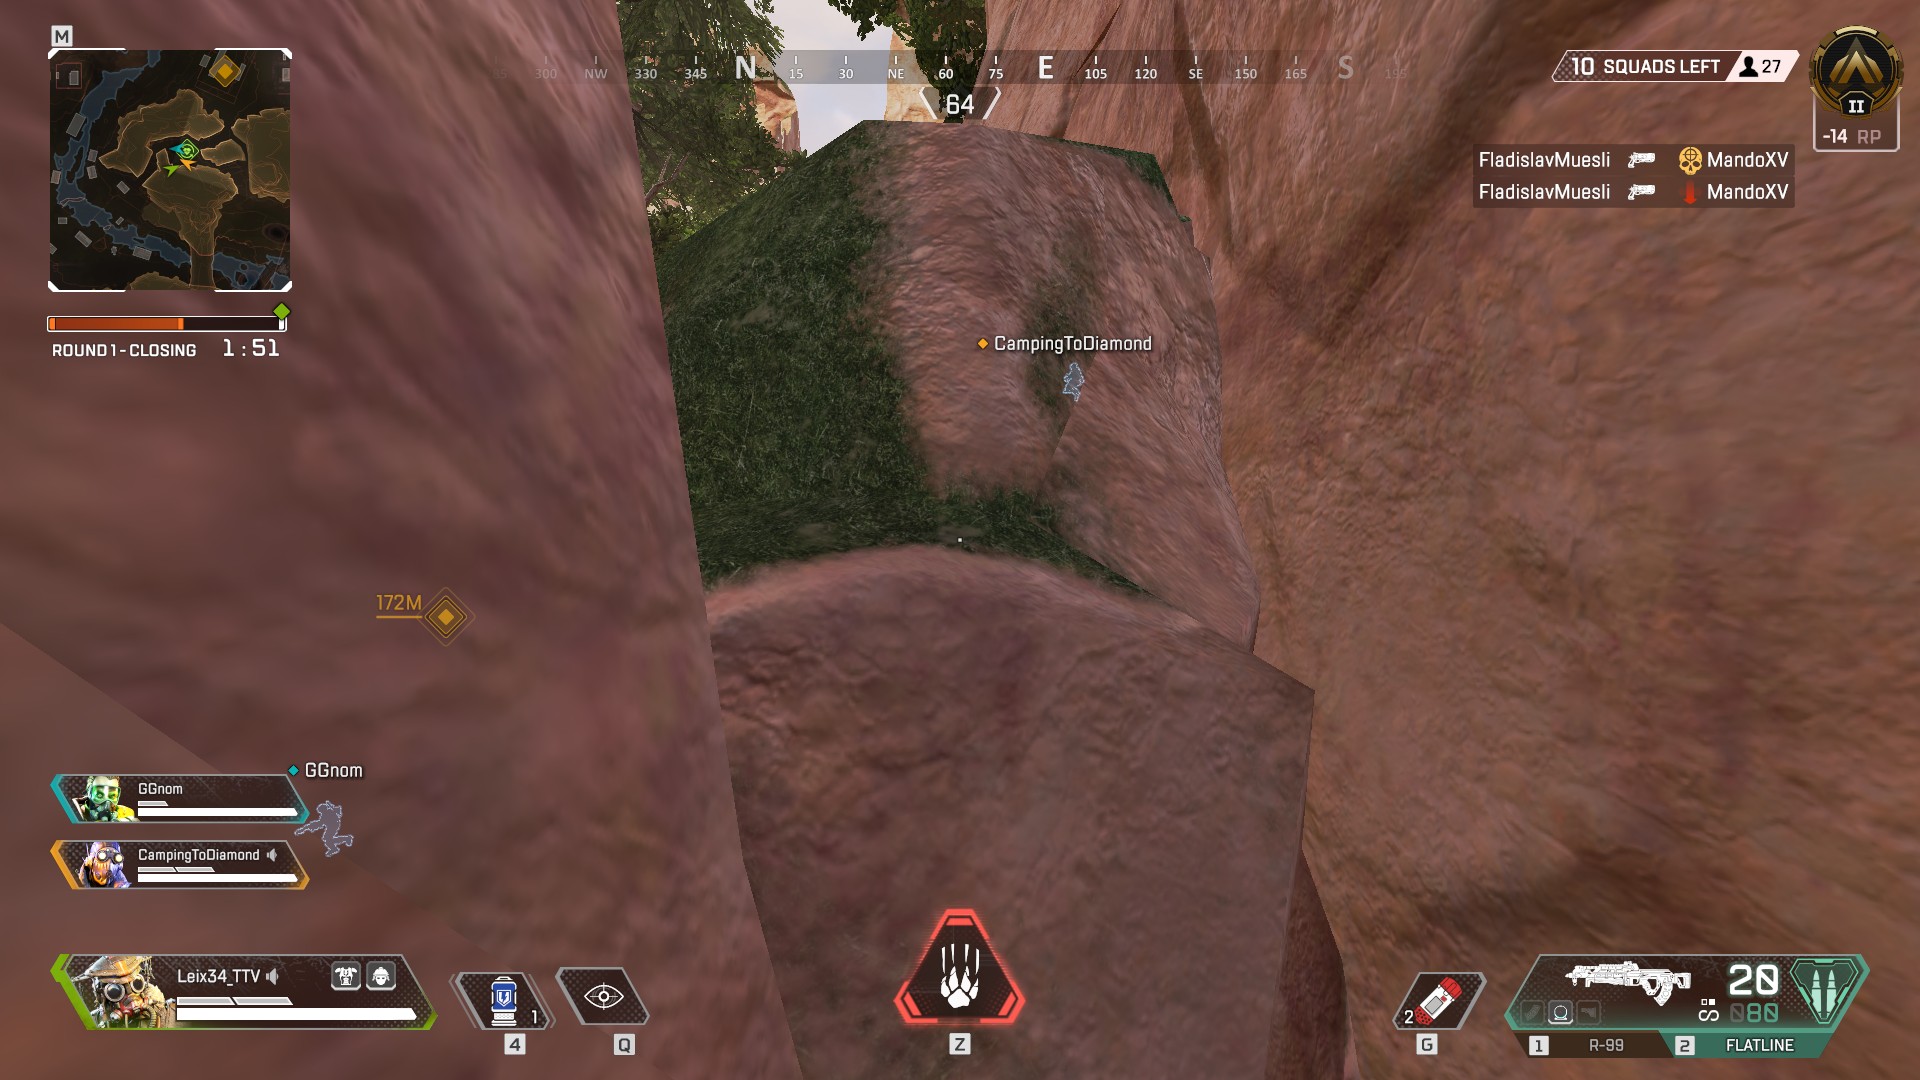 M
300 NW 330 345 N 15 30 NE 60 75 E 105 120 SE 150 165 S 195
64
10 SQUADS LEFT 27
II
-14 RP
FladislavMuesli MandoXV
FladislavMuesli MandoXV
ROUND 1 - CLOSING 1:51
CampingToDiamond
172M
GGnom
GGnom
CampingToDiamond
Leix34_TTV
1
4
Q
Z
2
G
20
080
1 R-99
2 FLATLINE